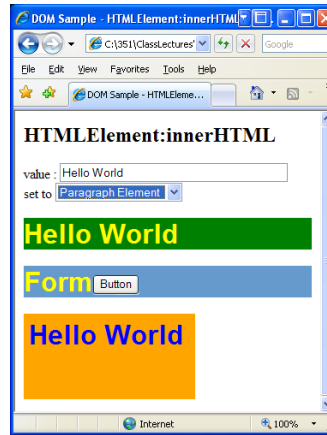 DOM Sample - HTMLElement:innerHTML
C:\351\ClassLectures'
Google
File Edit View Favorites Tools Help
DOM Sample - HTMLEleme...
HTMLElement:innerHTML
value : Hello World
set to Paragraph Element
Hello World
Form Button
Hello World
Internet 100%